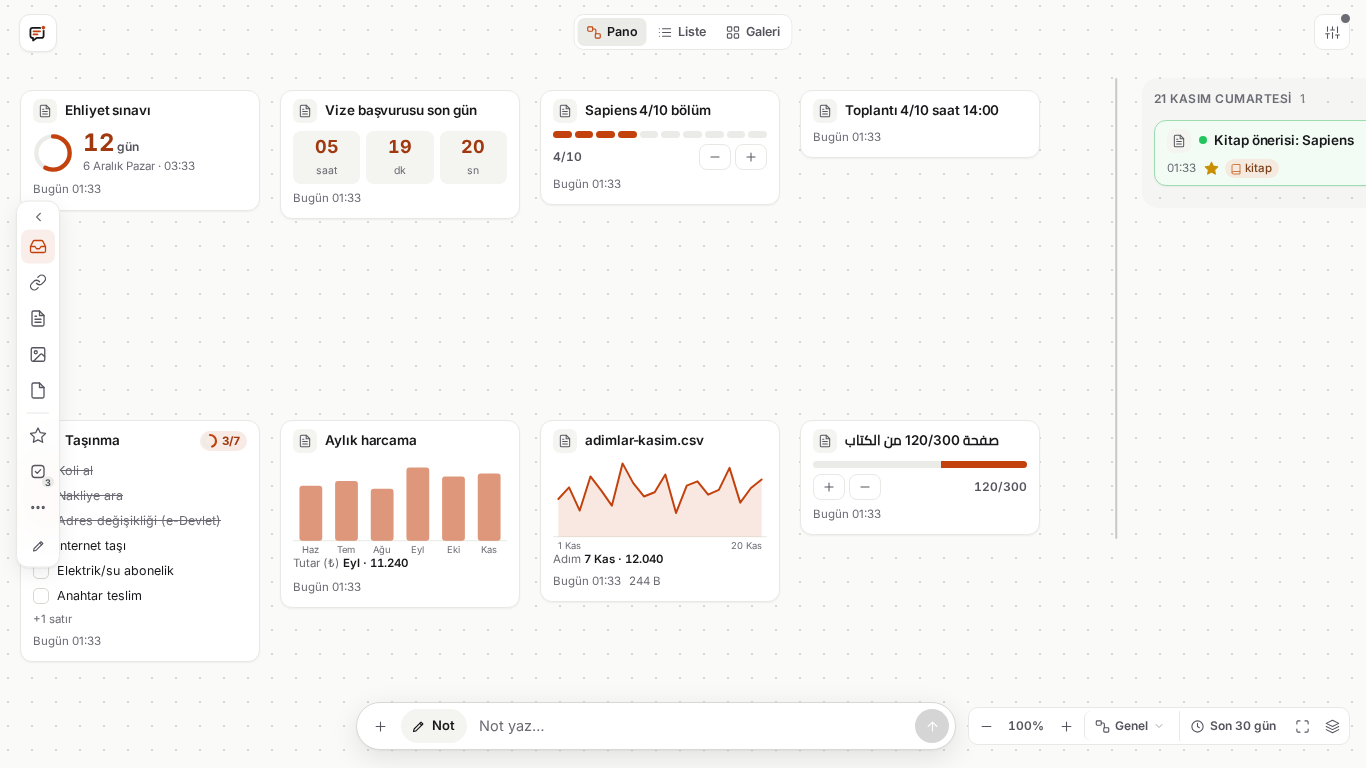 Pano
Liste
Galeri
Ehliyet sınavı
12 gün
6 Aralık Pazar · 03:33
Bugün 01:33
Vize başvurusu son gün
05 19 20
saat dk sn
Bugün 01:33
Sapiens 4/10 bölüm
4/10
Bugün 01:33
Toplantı 4/10 saat 14:00
Bugün 01:33
21 KASIM CUMARTESİ 1
Kitap önerisi: Sapiens
01:33 kitap
3
Taşınma 3/7
Koli al
Nakliye ara
Adres değişikliği (e-Devlet)
nternet taşı
Elektrik/su abonelik
Anahtar teslim
+1 satır
Bugün 01:33
Aylık harcama
Haz Tem Ağu Eyl Eki Kas
Tutar (₺) Eyl · 11.240
Bugün 01:33
adimlar-kasim.csv
1 Kas 20 Kas
Adım 7 Kas · 12.040
Bugün 01:33 244 B
صفحة 120/300 من الكتاب
120/300
Bugün 01:33
Not
Not yaz...
100%
Genel
Son 30 gün